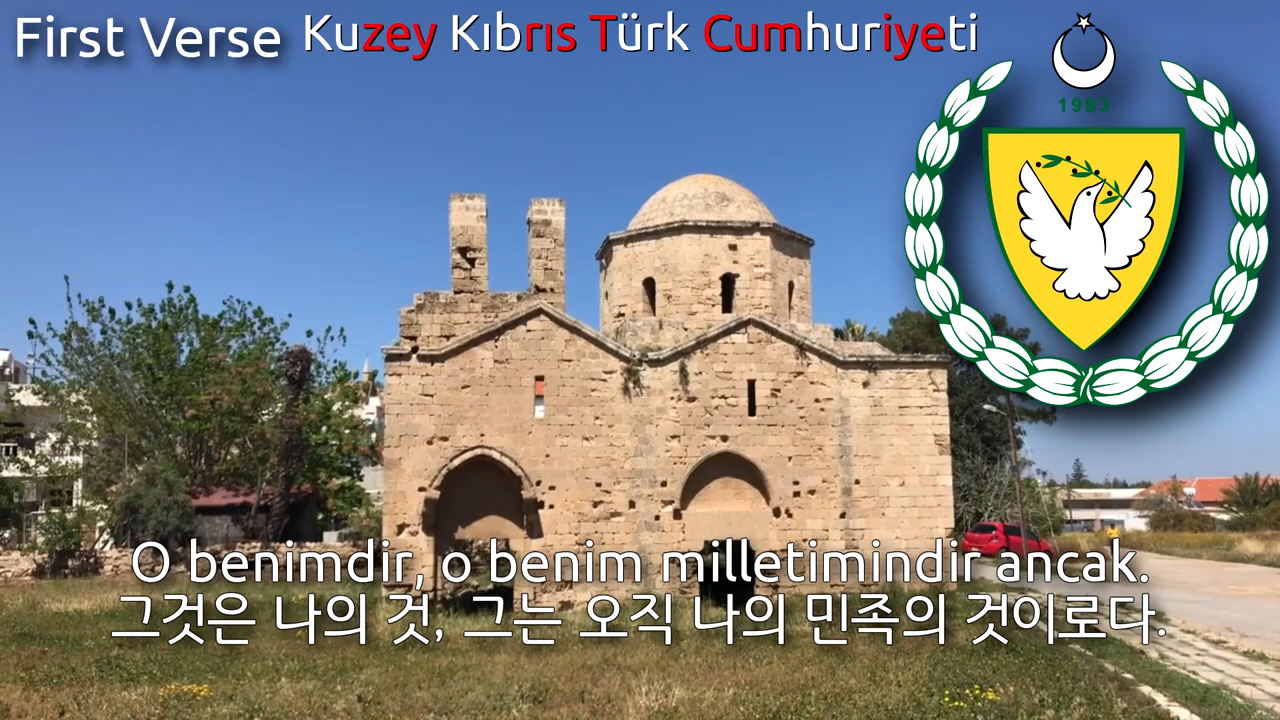 First Verse
Kuzey Kıbrıs Türk Cumhuriyeti
1983
O benimdir, o benim milletimindir ancak.
그것은 나의 것, 그는 오직 나의 민족의 것이로다.